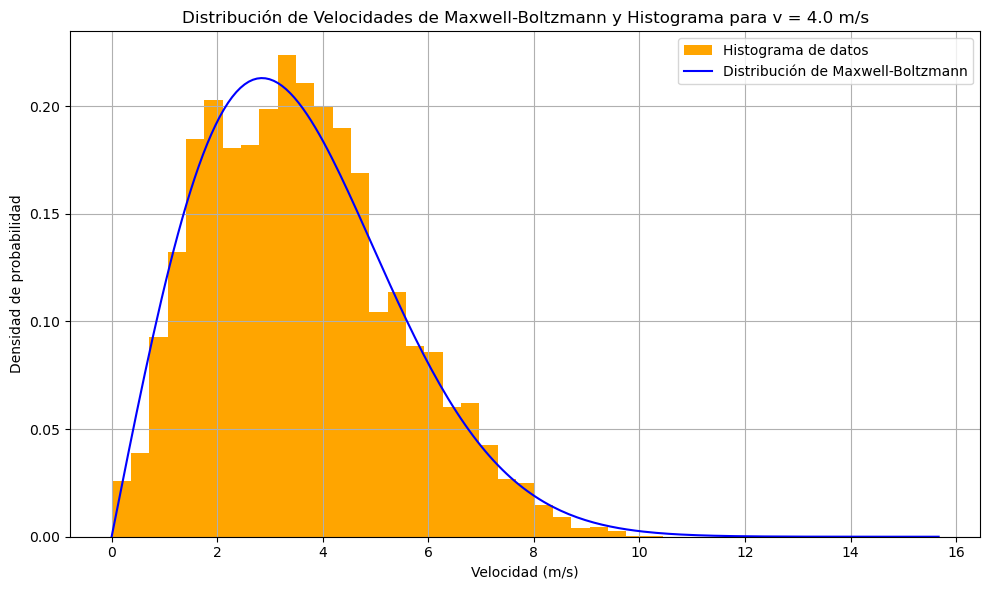 Distribución de Velocidades de Maxwell-Boltzmann y Histograma para v = 4.0 m/s
Histograma de datos
Distribución de Maxwell-Boltzmann
Densidad de probabilidad
0.20
0.15
0.10
0.05
0.00
0 2 4 6 8 10 12 14 16
Velocidad (m/s)